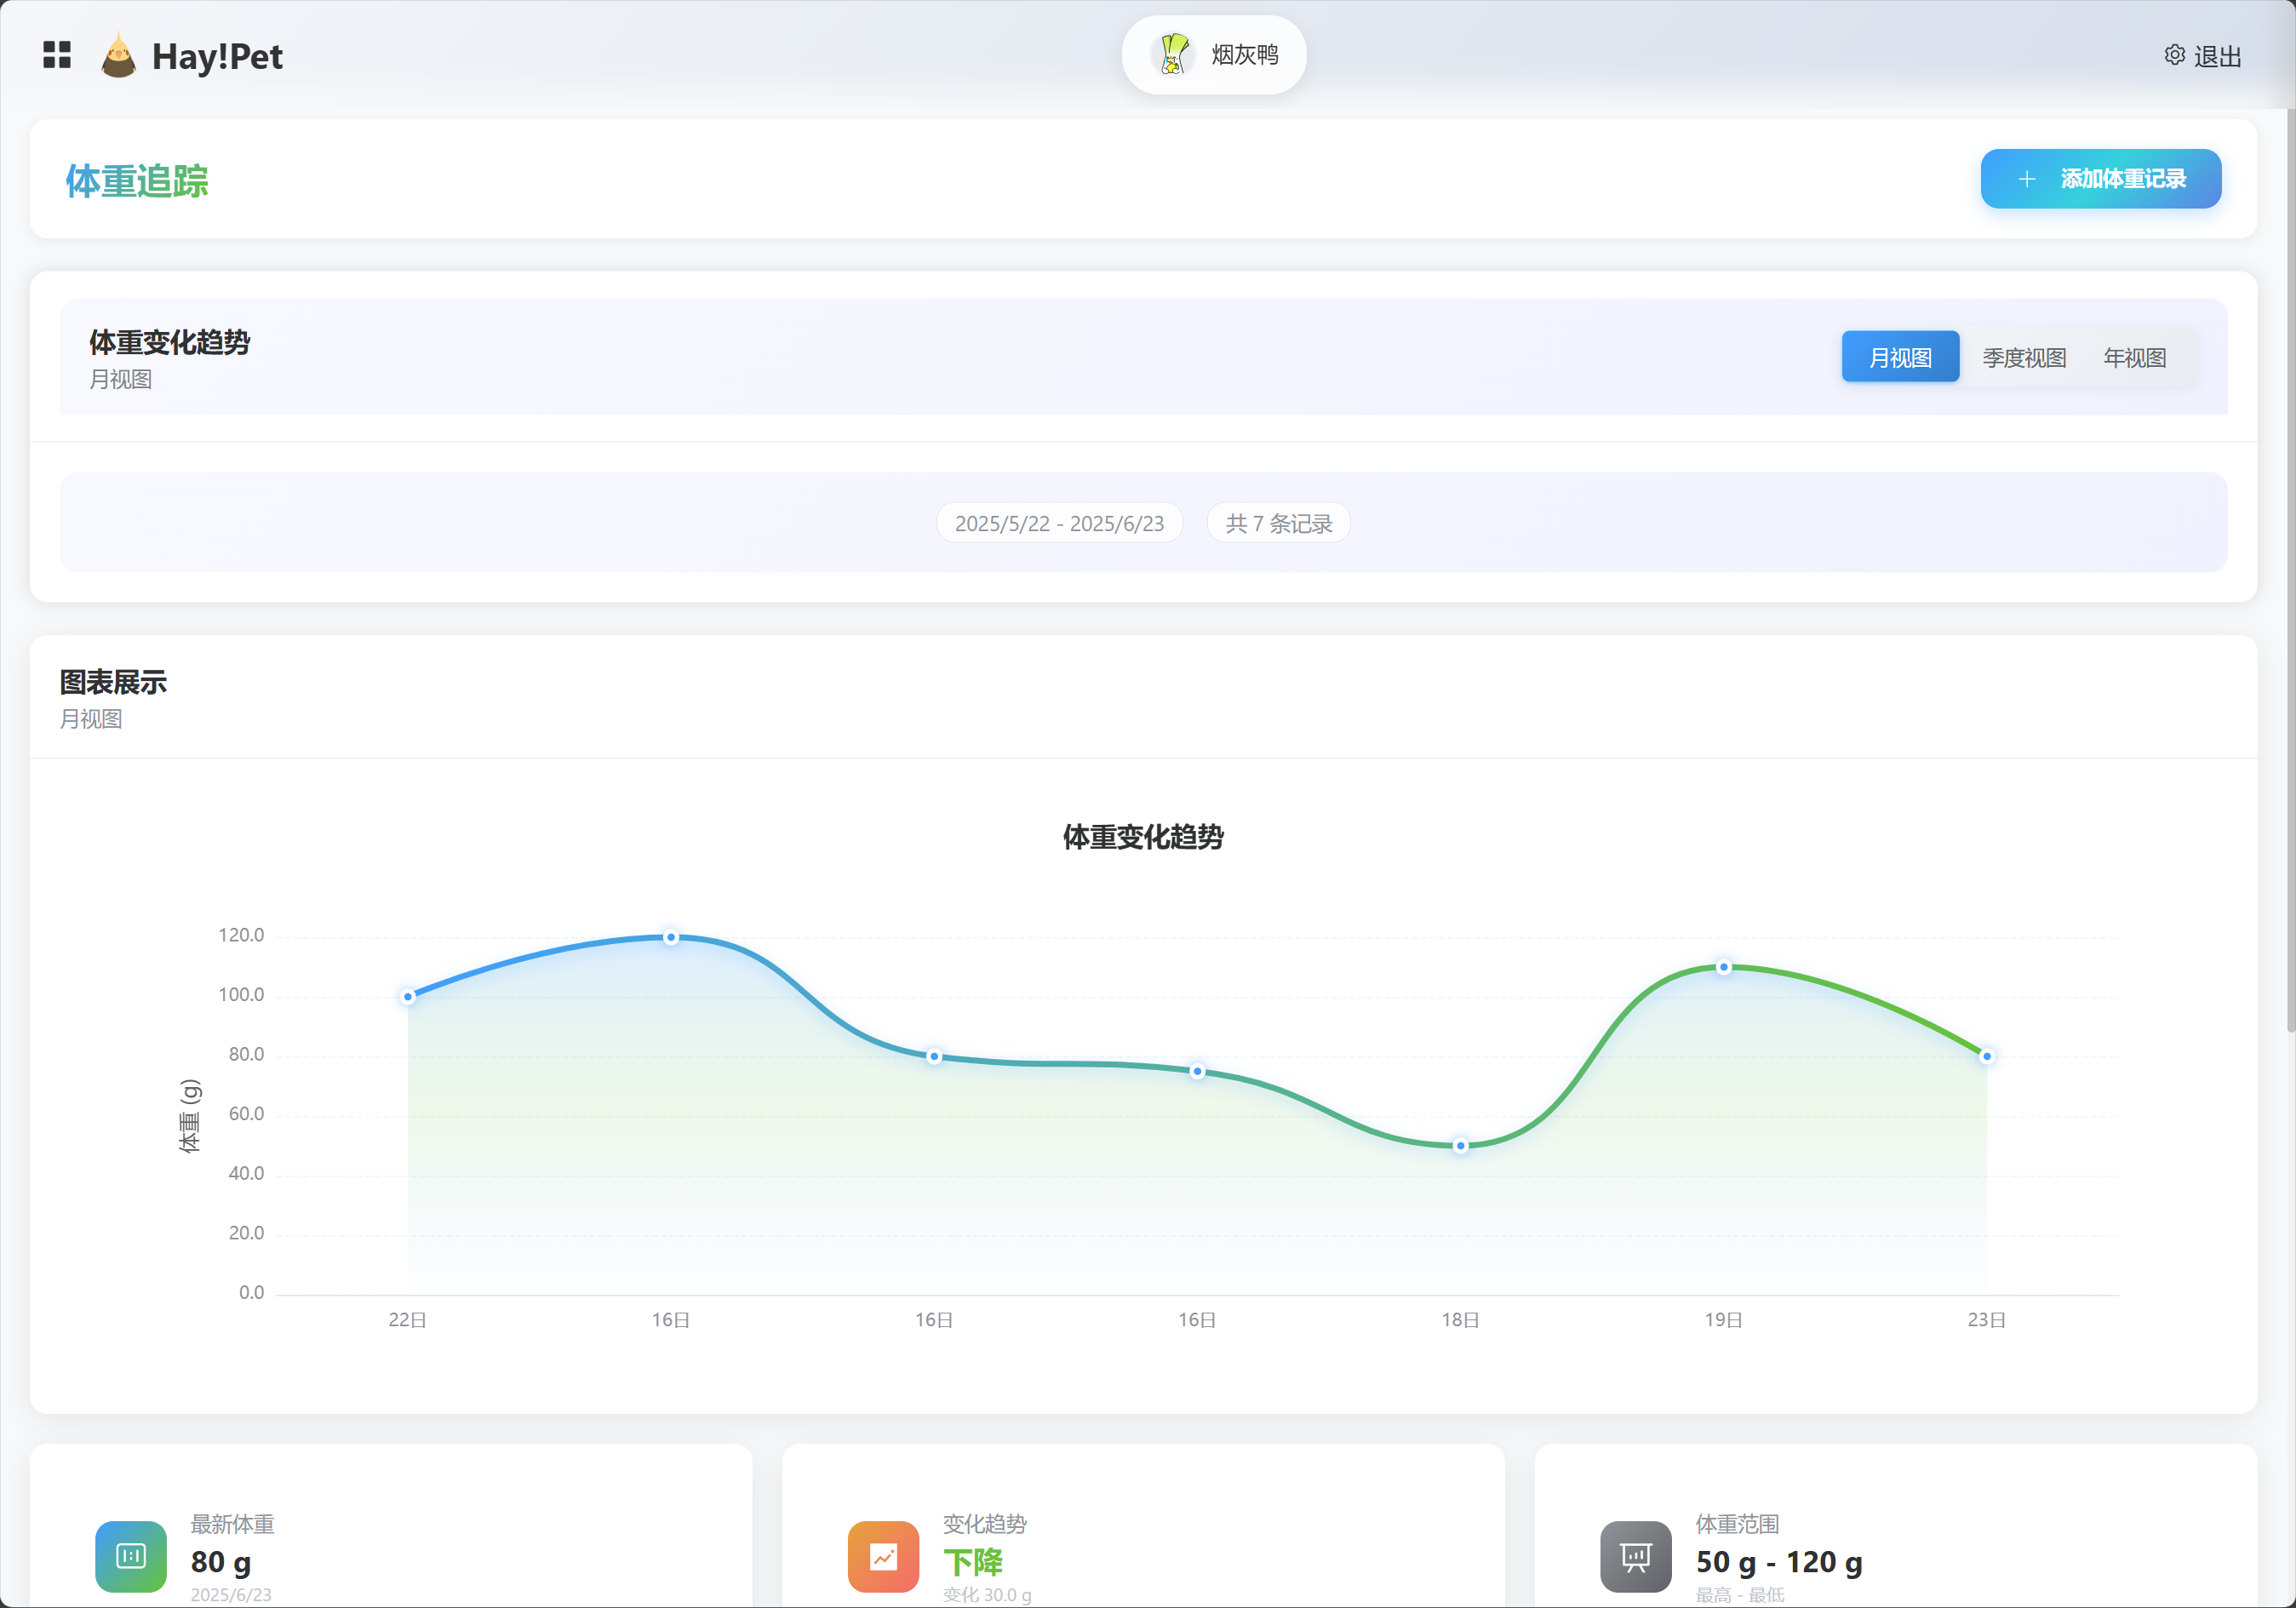 Hay!Pet
烟灰鸭
退出
体重追踪
添加体重记录
体重变化趋势
月视图
月视图 季度视图 年视图
2025/5/22 - 2025/6/23 共 7 条记录
图表展示
月视图
体重变化趋势
体重 (g)
120.0
100.0
80.0
60.0
40.0
20.0
0.0
22日 16日 16日 16日 18日 19日 23日
最新体重
80 g
2025/6/23
变化趋势
下降
变化 30.0 g
体重范围
50 g - 120 g
最高 - 最低